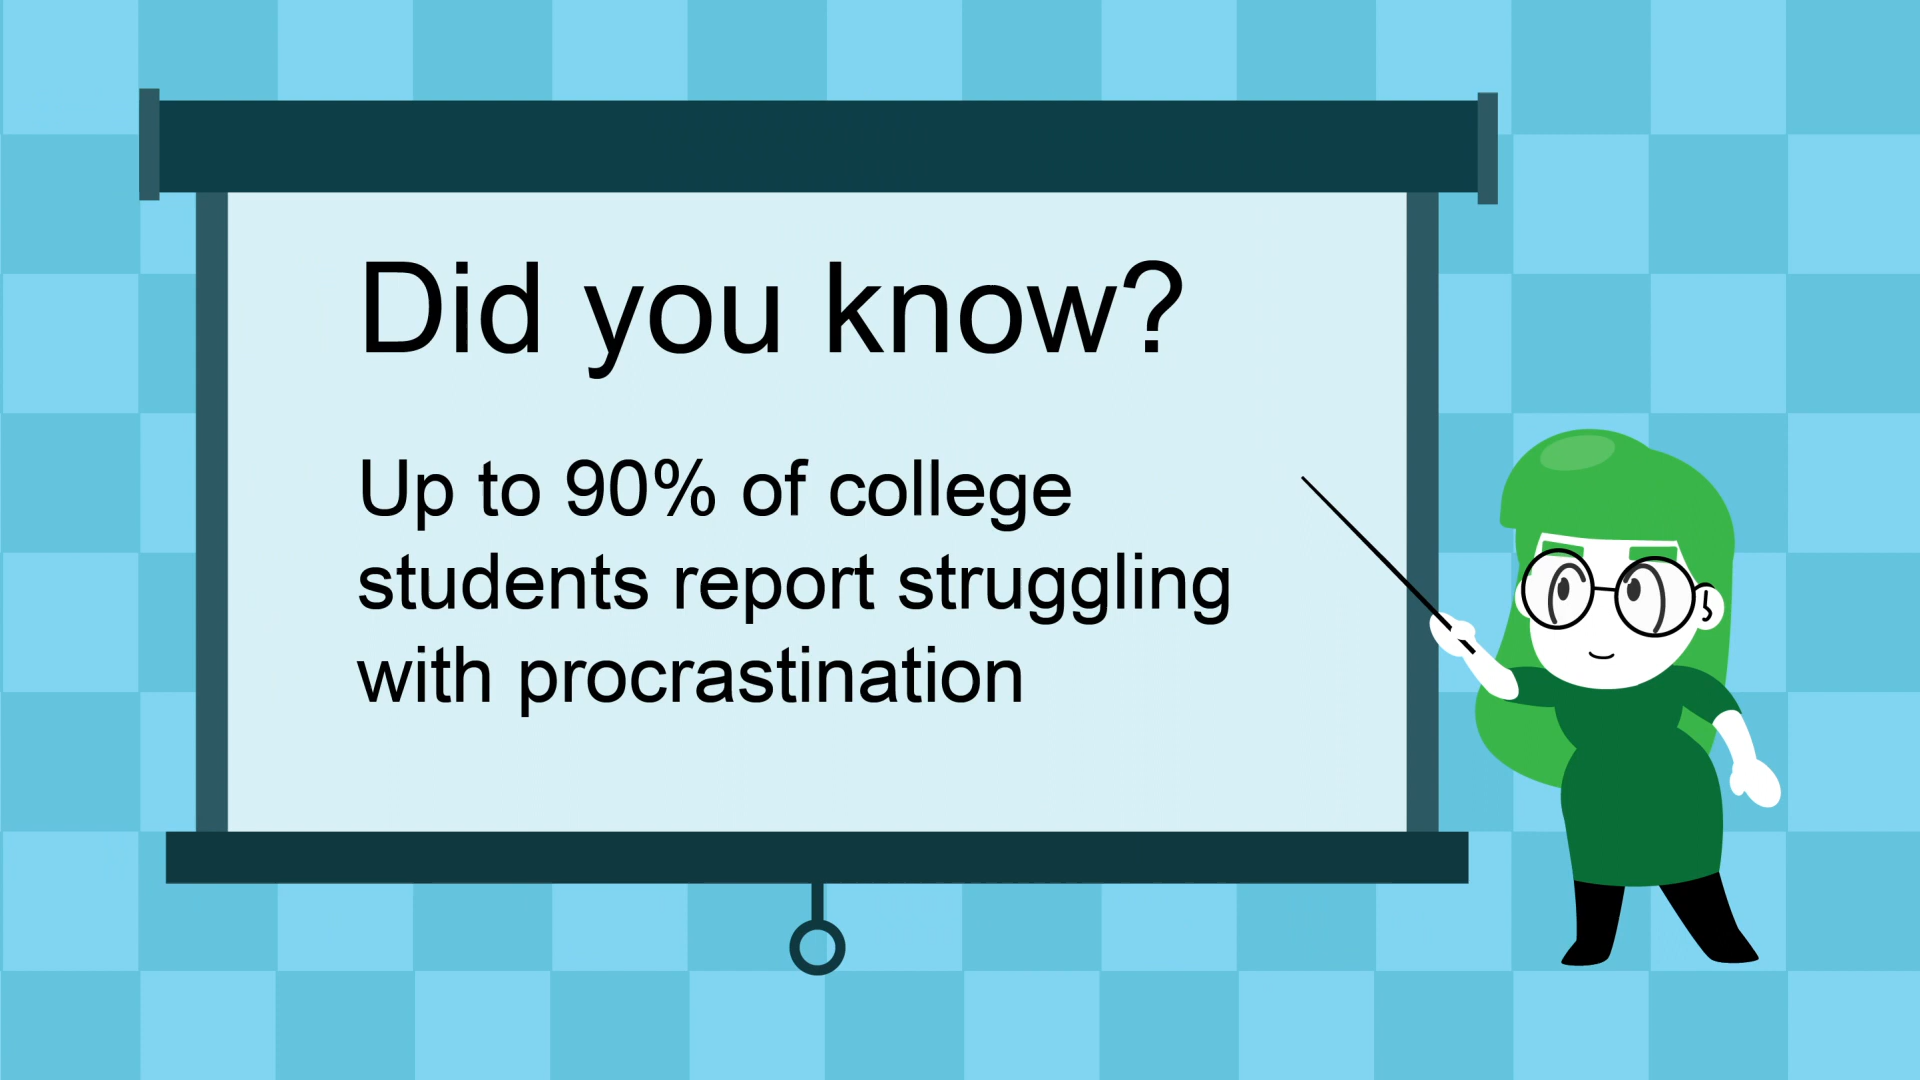 Did you know?
Up to 90% of college
students report struggling
with procrastination